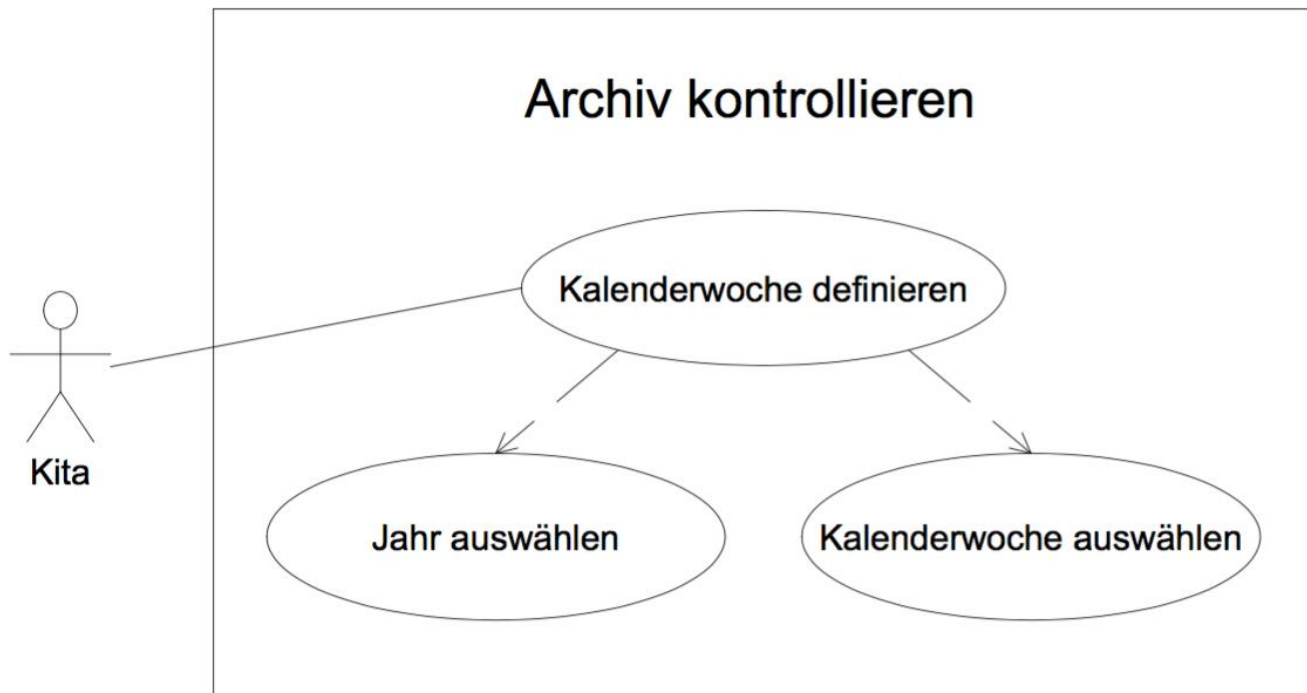 Archiv kontrollieren
Kalenderwoche definieren
Kita
Jahr auswählen
Kalenderwoche auswählen